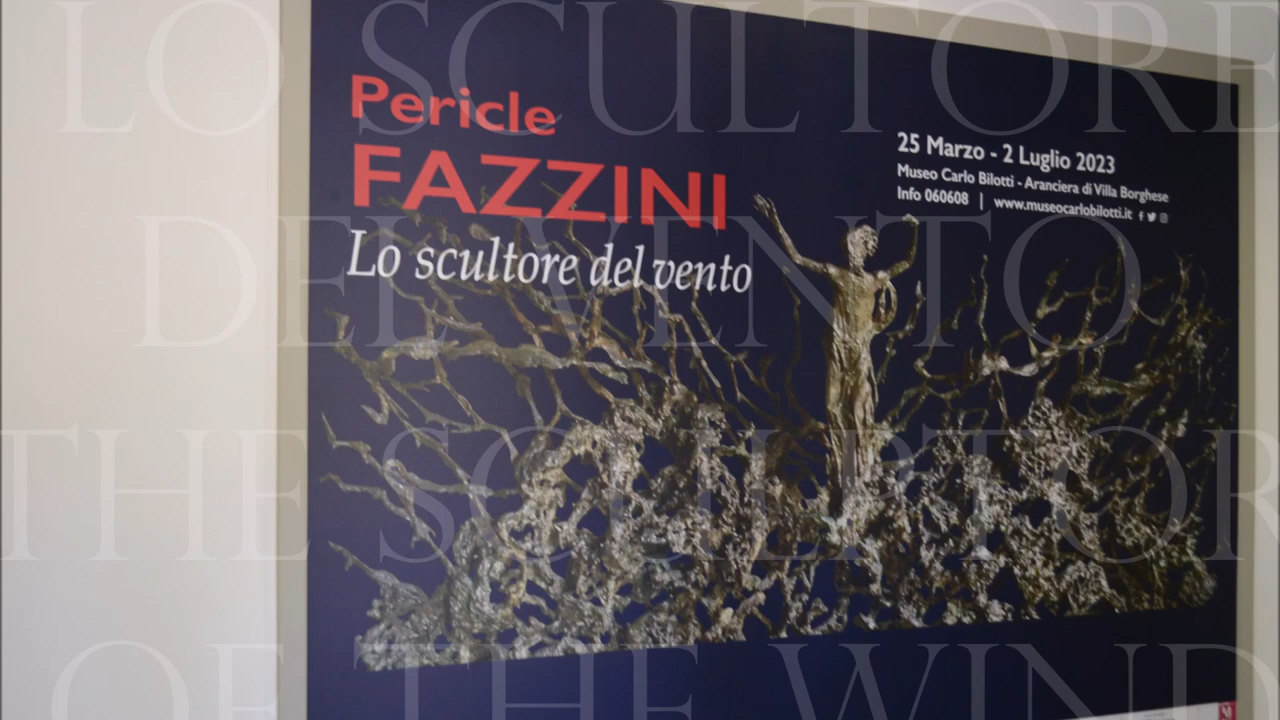 LO SCULTORE
DEL VENTO
THE SCULPTOR
OF THE WIND
Pericle
FAZZINI
Lo scultore del vento
25 Marzo - 2 Luglio 2023
Museo Carlo Bilotti - Aranciera di Villa Borghese
Info 060608 | www.museocarlobilotti.it